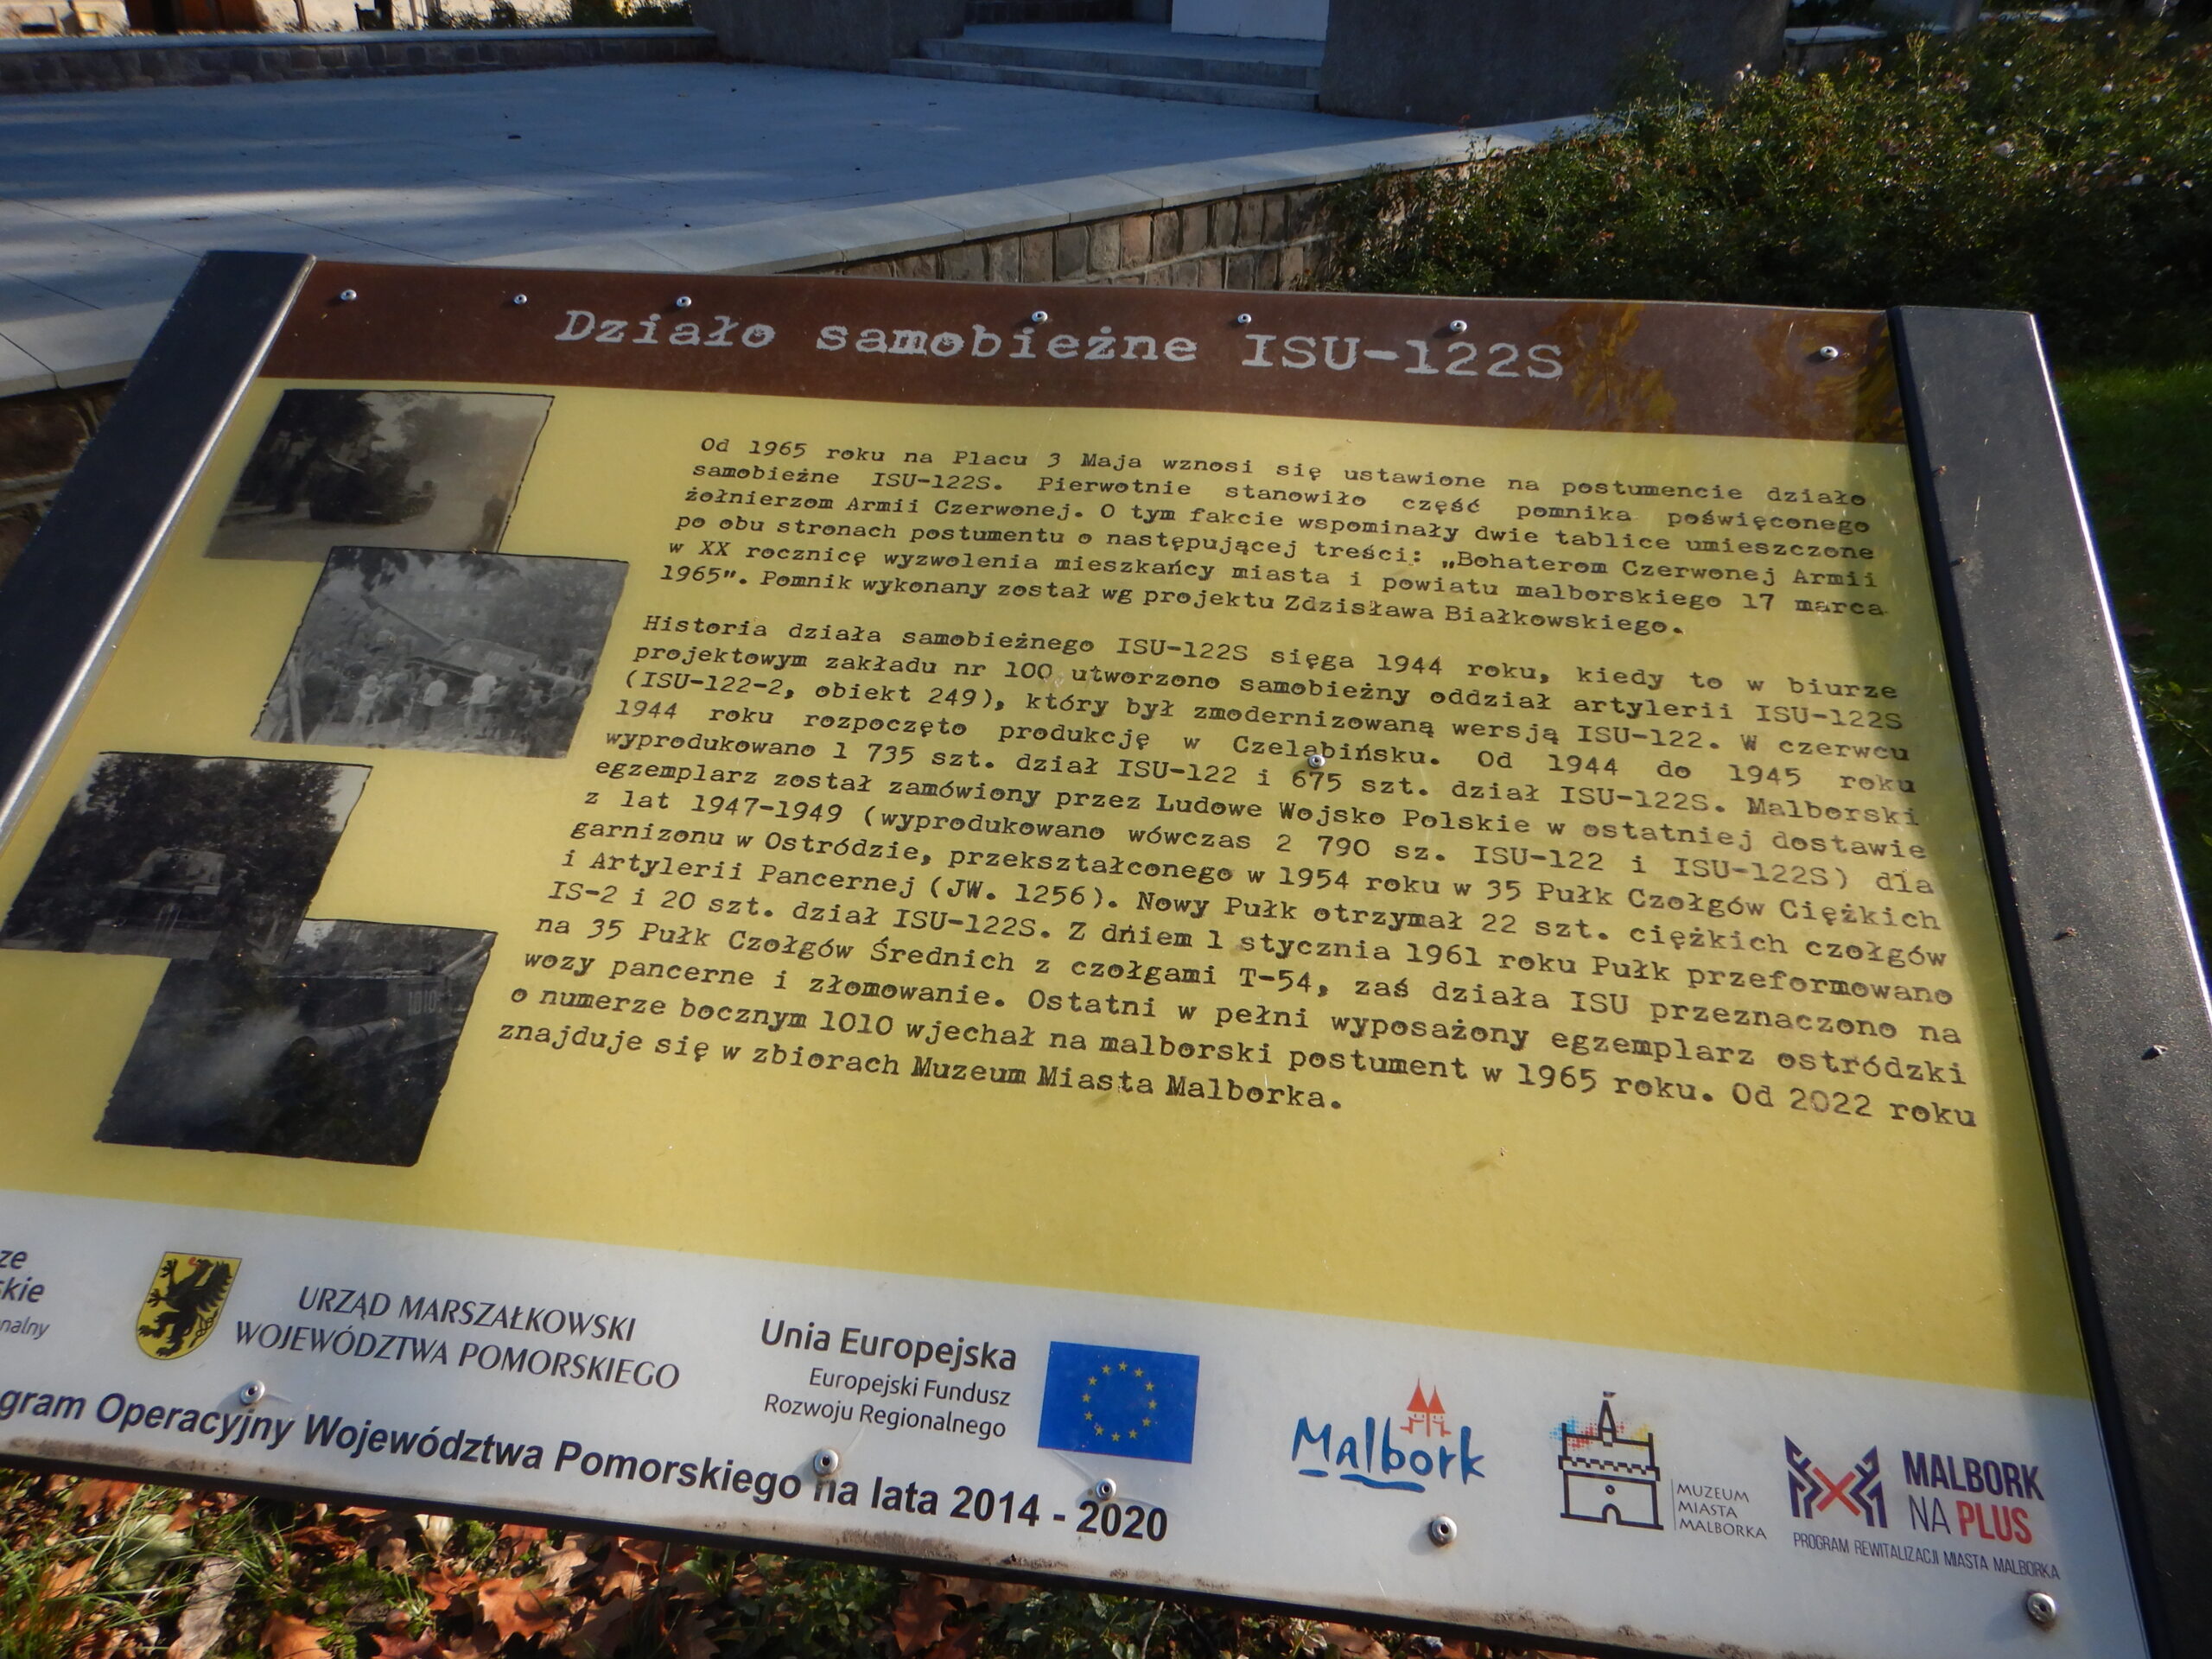 Działo samobieżne ISU-122S
Od 1965 roku na Placu 3 Maja wznosi się ustawione na postumencie działo
samobieżne ISU-122S. Pierwotnie stanowiło część pomnika poświęconego
żołnierzom Armii Czerwonej. O tym fakcie wspominały dwie tablice umieszczone
po obu stronach postumentu o następującej treści: „Bohaterom Czerwonej Armii
w XX rocznicę wyzwolenia mieszkańcy miasta i powiatu malborskiego 17 marca
1965". Pomnik wykonany został wg projektu Zdzisława Białkowskiego.
Historia działa samobieżnego ISU-122S sięga 1944 roku, kiedy to w biurze
projektowym zakładu nr 100 utworzono samobieżny oddział artylerii ISU-122S
(ISU-122-2, obiekt 249), który był zmodernizowaną wersją ISU-122. W czerwcu
1944 roku rozpoczęto produkcję w Czelabińsku. Od 1944 do 1945 roku
wyprodukowano 1 735 szt. dział ISU-122 i 675 szt. dział ISU-122S. Malborski
egzemplarz został zamówiony przez Ludowe Wojsko Polskie w ostatniej dostawie
z lat 1947-1949 (wyprodukowano wówczas 2 790 sz. ISU-122 i ISU-122S) dla
garnizonu w Ostródzie, przekształconego w 1954 roku w 35 Pułk Czołgów Ciężkich
i Artylerii Pancernej (JW. 1256). Nowy Pułk otrzymał 22 szt. ciężkich czołgów
IS-2 i 20 szt. dział ISU-122S. Z dniem 1 stycznia 1961 roku Pułk przeformowano
na 35 Pułk Czołgów Średnich z czołgami T-54, zaś działa ISU przeznaczono na
wozy pancerne i złomowanie. Ostatni w pełni wyposażony egzemplarz ostródzki
o numerze bocznym 1010 wjechał na malborski postument w 1965 roku. Od 2022 roku
znajduje się w zbiorach Muzeum Miasta Malborka.
1010
ze
kie
nalny
URZĄD MARSZAŁKOWSKI
WOJEWÓDZTWA POMORSKIEGO
Unia Europejska
Europejski Fundusz
Rozwoju Regionalnego
gram Operacyjny Województwa Pomorskiego na lata 2014 - 2020
Malbork
MUZEUM
MIASTA
MALBORKA
MALBORK
NA PLUS
PROGRAM REWITALIZACJI MIASTA MALBORKA